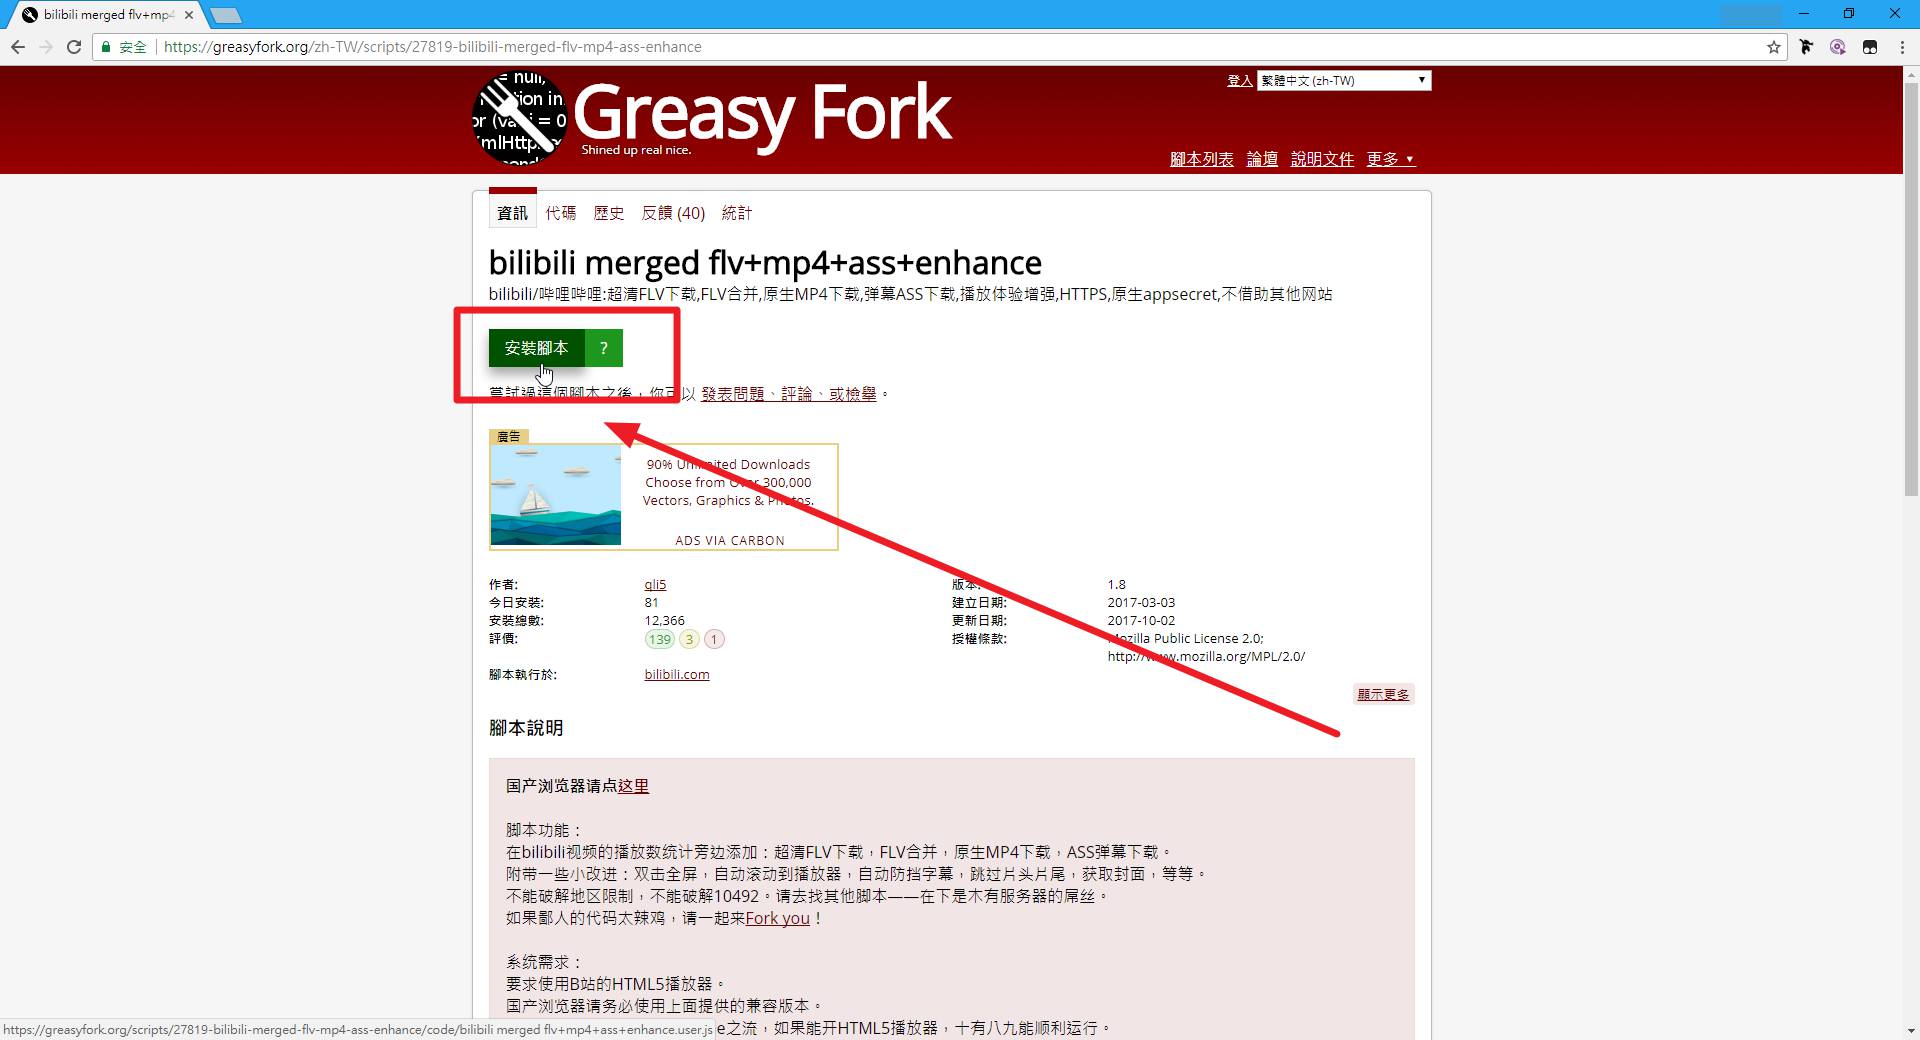 bilibili merged flv+mp4
安全 https://greasyfork.org/zh-TW/scripts/27819-bilibili-merged-flv-mp4-ass-enhance
Greasy Fork
Shined up real nice.
登入 繁體中文 (zh-TW)
腳本列表 論壇 說明文件 更多
資訊 代碼 歷史 反饋 (40) 統計
bilibili merged flv+mp4+ass+enhance
bilibili/哔哩哔哩:超清FLV下载,FLV合并,原生MP4下载,弹幕ASS下载,播放体验增强,HTTPS,原生appsecret,不借助其他网站
安裝腳本 ?
嘗試過這個腳本之後，你可以 發表問題、評論、或檢舉。
廣告
90% Unlimited Downloads
Choose from Over 300,000
Vectors, Graphics & Photos.
ADS VIA CARBON
作者: qli5
今日安裝: 81
安裝總數: 12,366
評價: 139 3 1
腳本執行於: bilibili.com
版本: 1.8
建立日期: 2017-03-03
更新日期: 2017-10-02
授權條款: Mozilla Public License 2.0;
http://www.mozilla.org/MPL/2.0/
顯示更多
腳本說明
国产浏览器请点这里
脚本功能：
在bilibili视频的播放数统计旁边添加：超清FLV下载，FLV合并，原生MP4下载，ASS弹幕下载。
附带一些小改进：双击全屏，自动滚动到播放器，自动防挡字幕，跳过片头片尾，获取封面，等等。
不能破解地区限制，不能破解10492。请去找其他脚本——在下是木有服务器的屌丝。
如果鄙人的代码太辣鸡，请一起来Fork you！
系统需求：
要求使用B站的HTML5播放器。
国产浏览器请务必使用上面提供的兼容版本。
e之流，如果能开HTML5播放器，十有八九能顺利运行。
https://greasyfork.org/scripts/27819-bilibili-merged-flv-mp4-ass-enhance/code/bilibili merged flv+mp4+ass+enhance.user.js